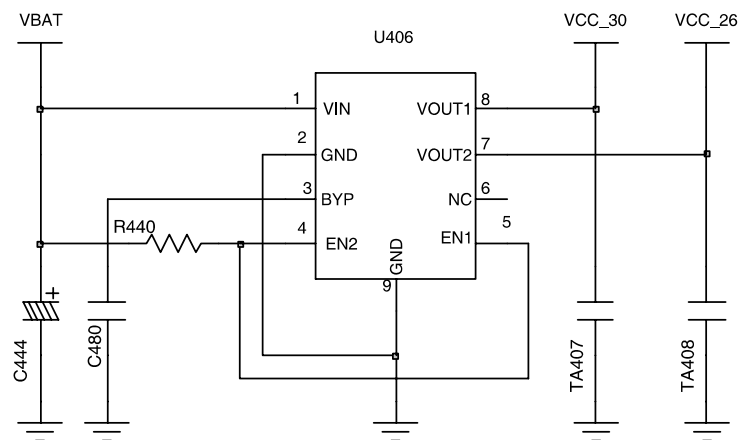 VBAT
VCC_30
VCC_26
U406
1
VIN
VOUT1
8
2
GND
VOUT2
7
3
BYP
NC
6
R440
4
EN2
EN1
5
GND
9
+
C444
C480
TA407
TA408